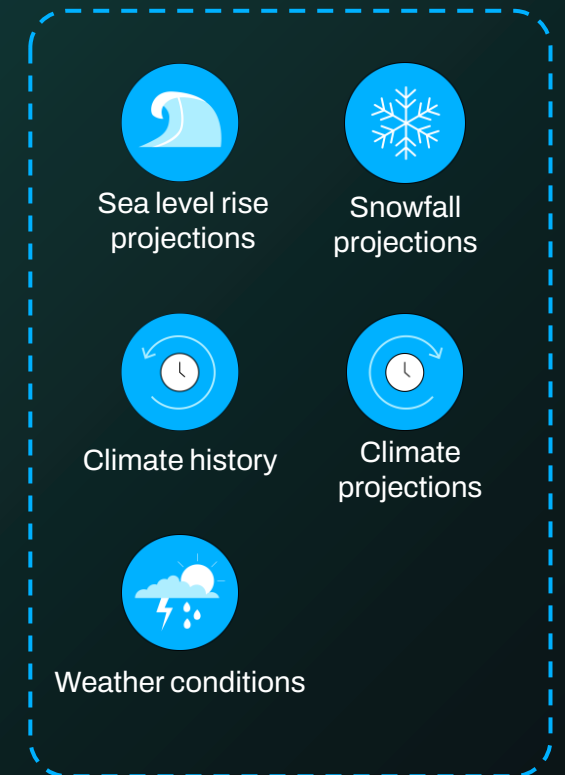 Sea level rise
projections
Snowfall
projections
Climate history
Climate
projections
Weather conditions